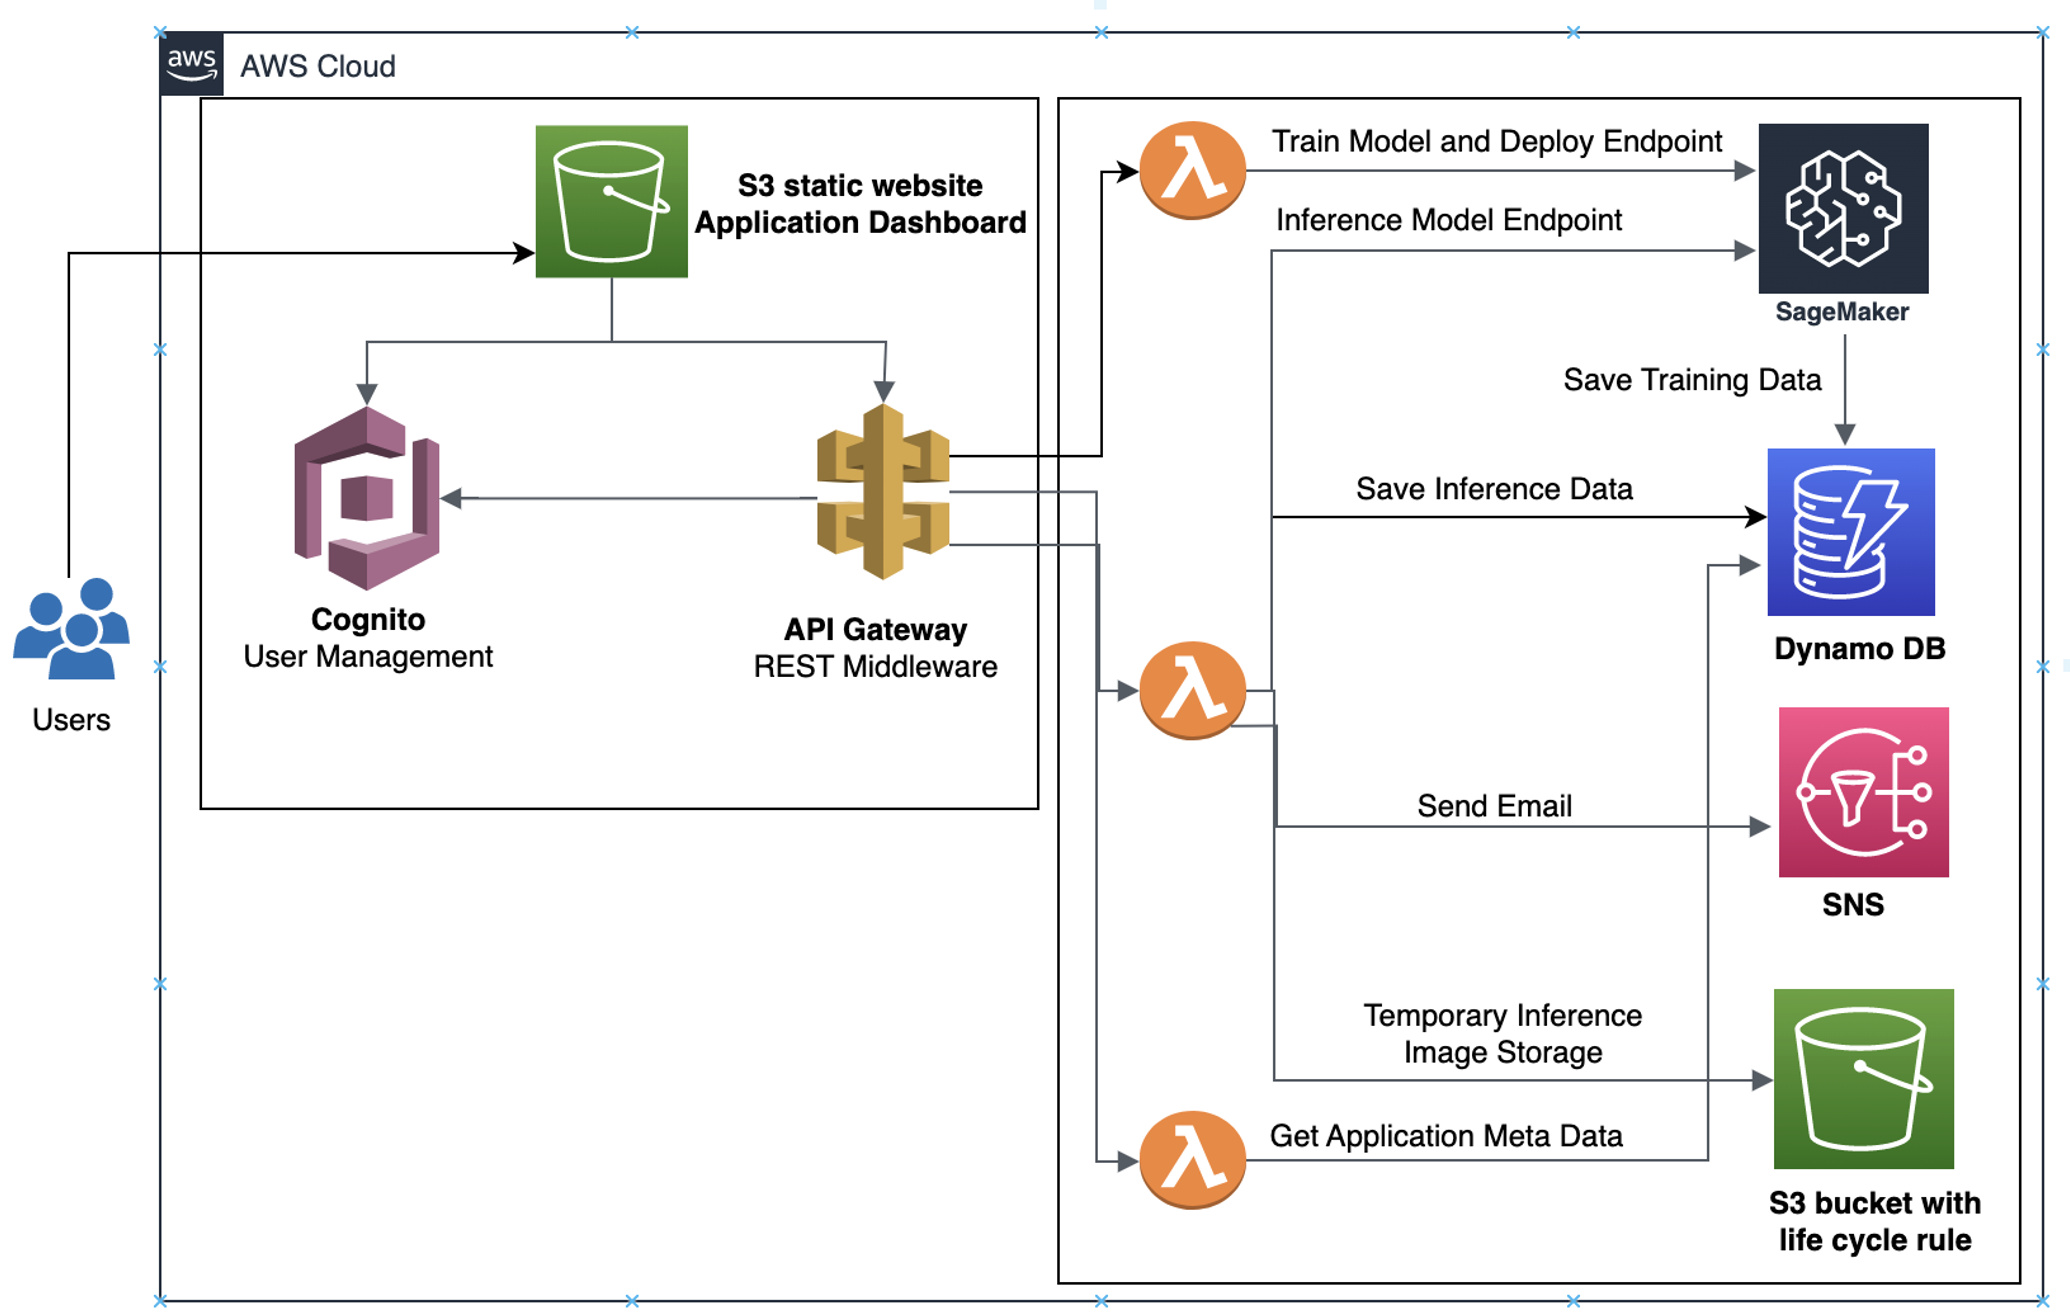 aws
AWS Cloud
S3 static website
Application Dashboard
Cognito
User Management
API Gateway
REST Middleware
Users
Train Model and Deploy Endpoint
Inference Model Endpoint
SageMaker
Save Training Data
Save Inference Data
Dynamo DB
Send Email
SNS
Temporary Inference
Image Storage
Get Application Meta Data
S3 bucket with
life cycle rule